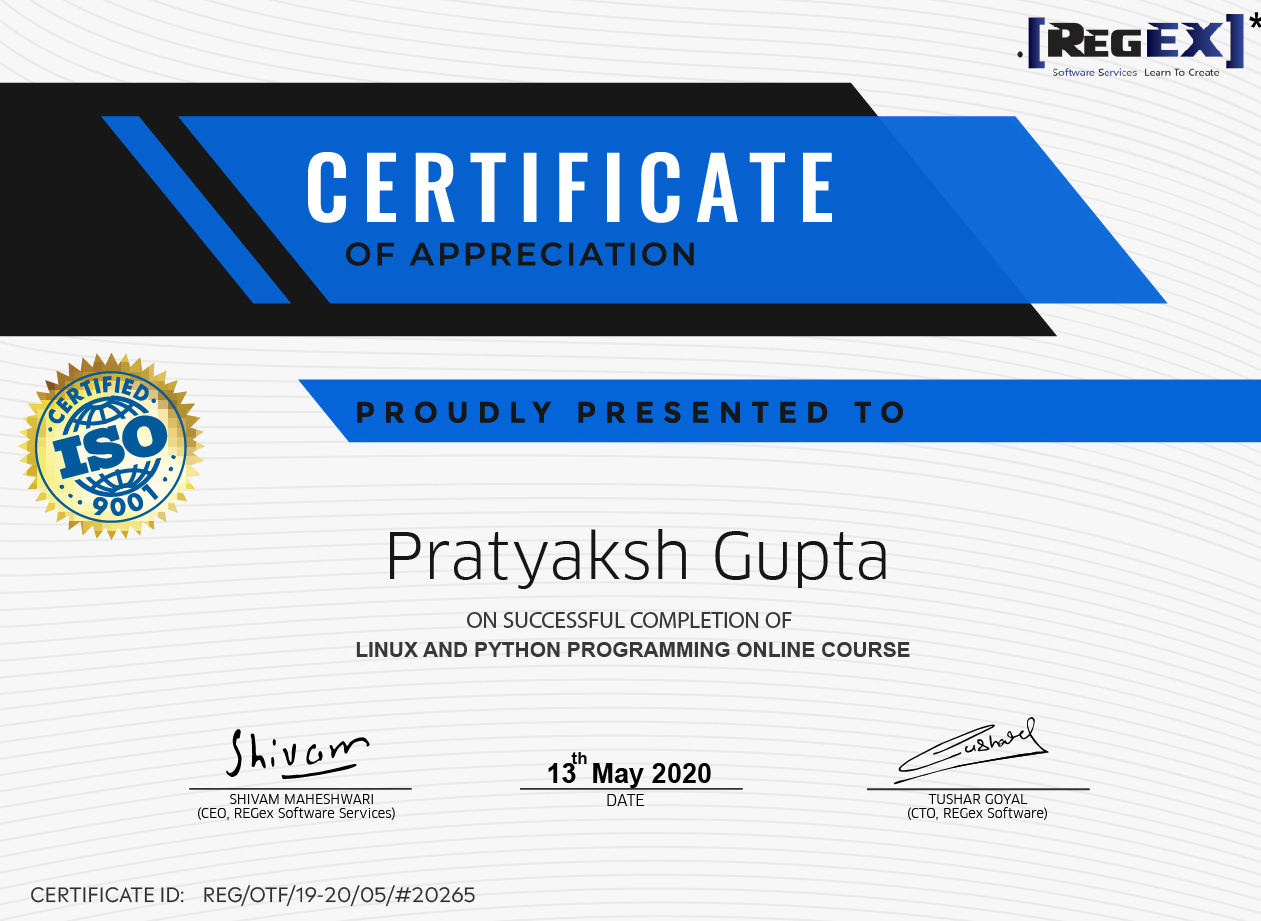 .[REGEX]*
Software Services Learn To Create
CERTIFICATE
OF APPRECIATION
CERTIFIED
ISO
9001
PROUDLY PRESENTED TO
Pratyaksh Gupta
ON SUCCESSFUL COMPLETION OF
LINUX AND PYTHON PROGRAMMING ONLINE COURSE
Shivam
13th May 2020
Tushar
SHIVAM MAHESHWARI
(CEO, REGex Software Services)
DATE
TUSHAR GOYAL
(CTO, REGex Software)
CERTIFICATE ID: REG/OTF/19-20/05/#20265